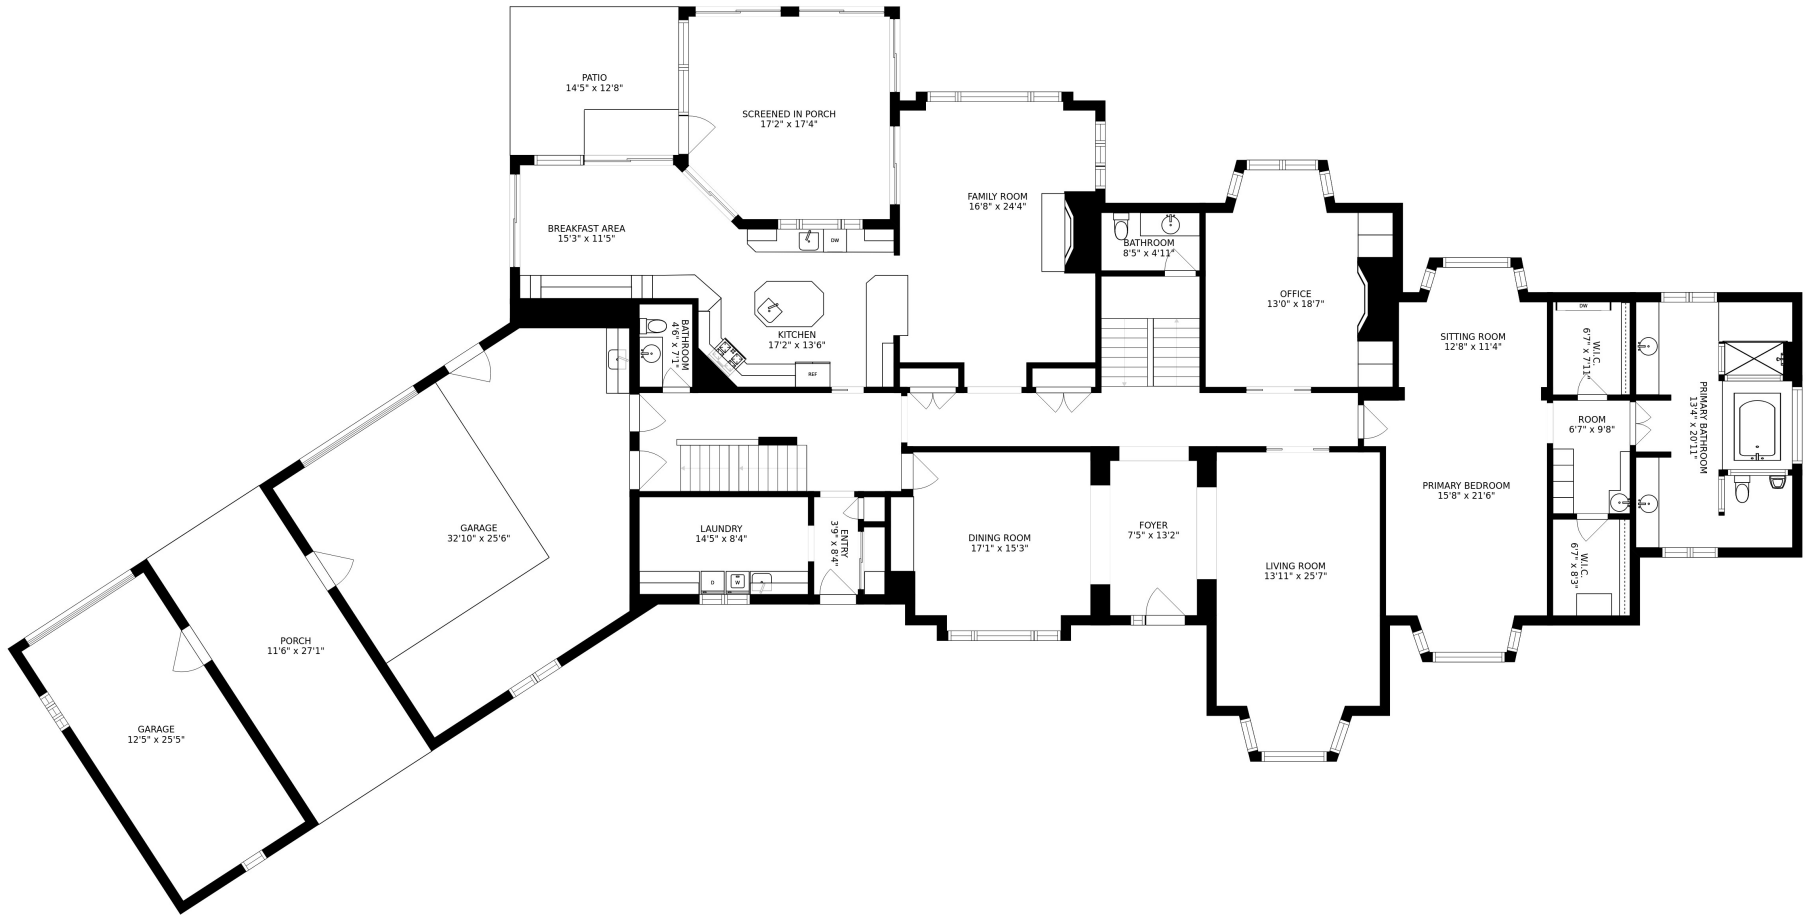 PATIO
14'5" x 12'8"
SCREENED IN PORCH
17'2" x 17'4"
FAMILY ROOM
16'8" x 24'4"
BREAKFAST AREA
15'3" x 11'5"
DW
BATHROOM
8'5" x 4'11"
OFFICE
13'0" x 18'7"
DW
KITCHEN
17'2" x 13'6"
BATHROOM
4'6" x 7'1"
REF
SITTING ROOM
12'8" x 11'4"
W.I.C.
6'7" x 7'11"
PRIMARY BATHROOM
13'4" x 20'11"
ROOM
6'7" x 9'8"
PRIMARY BEDROOM
15'8" x 21'6"
GARAGE
32'10" x 25'6"
LAUNDRY
14'5" x 8'4"
ENTRY
3'9" x 8'4"
DINING ROOM
17'1" x 15'3"
FOYER
7'5" x 13'2"
LIVING ROOM
13'11" x 25'7"
W.I.C.
6'7" x 8'3"
D
W
PORCH
11'6" x 27'1"
GARAGE
12'5" x 25'5"